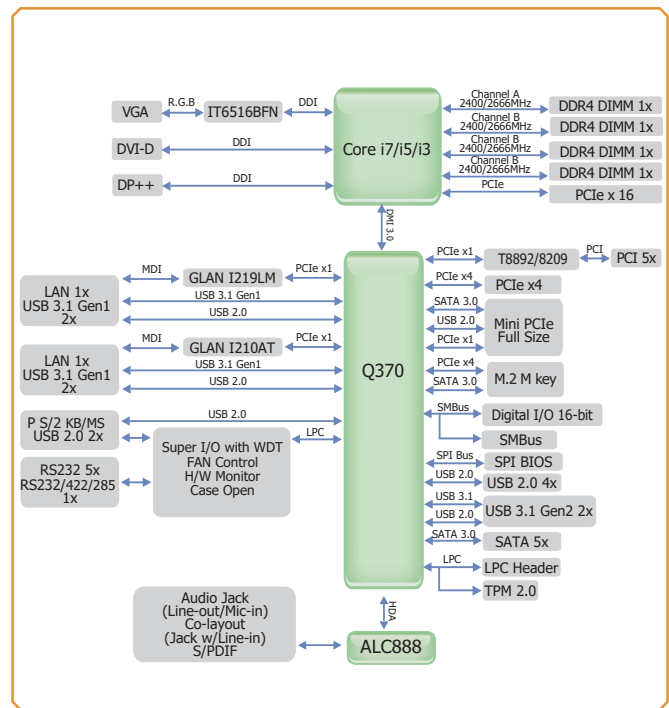 VGA
R.G.B
IT6516BFN
DDI
DVI-D
DDI
DP++
DDI
Core i7/i5/i3
Channel A
2400/2666MHz
DDR4 DIMM 1x
Channel B
2400/2666MHz
DDR4 DIMM 1x
Channel B
2400/2666MHz
DDR4 DIMM 1x
Channel B
2400/2666MHz
DDR4 DIMM 1x
PCIe
PCIe x 16
DMI 3.0
LAN 1x
USB 3.1 Gen1
2x
MDI
GLAN I219LM
PCIe x1
USB 3.1 Gen1
USB 2.0
LAN 1x
USB 3.1 Gen1
2x
MDI
GLAN I210AT
PCIe x1
USB 3.1 Gen1
USB 2.0
P S/2 KB/MS
USB 2.0 2x
USB 2.0
RS232 5x
RS232/422/285
1x
Super I/O with WDT
FAN Control
H/W Monitor
Case Open
LPC
Q370
PCIe x1
T8892/8209
PCI
PCI 5x
PCIe x4
PCIe x4
SATA 3.0
USB 2.0
PCIe x1
Mini PCIe
Full Size
PCIe x4
SATA 3.0
M.2 M key
SMBus
Digital I/O 16-bit
SMBus
SPI Bus
SPI BIOS
USB 2.0
USB 2.0 4x
USB 3.1
USB 2.0
USB 3.1 Gen2 2x
SATA 3.0
SATA 5x
LPC
LPC Header
TPM 2.0
HDA
Audio Jack
(Line-out/Mic-in)
Co-layout
(Jack w/Line-in)
S/PDIF
ALC888